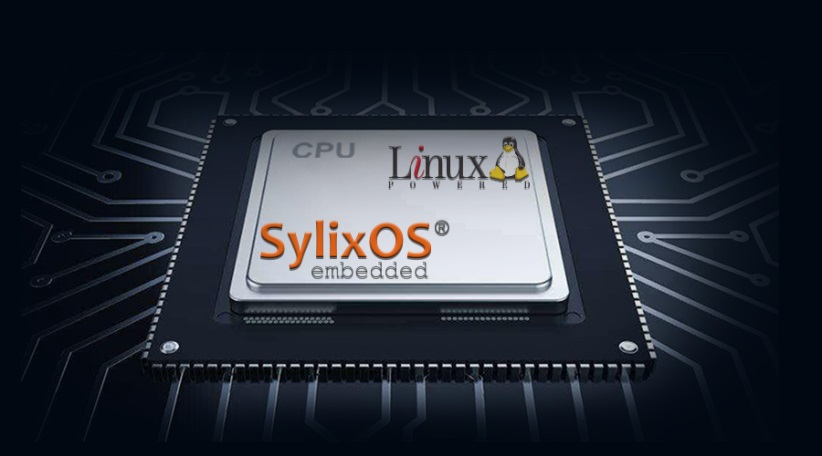 CPU
Linux
POWERED
SylixOS®
embedded